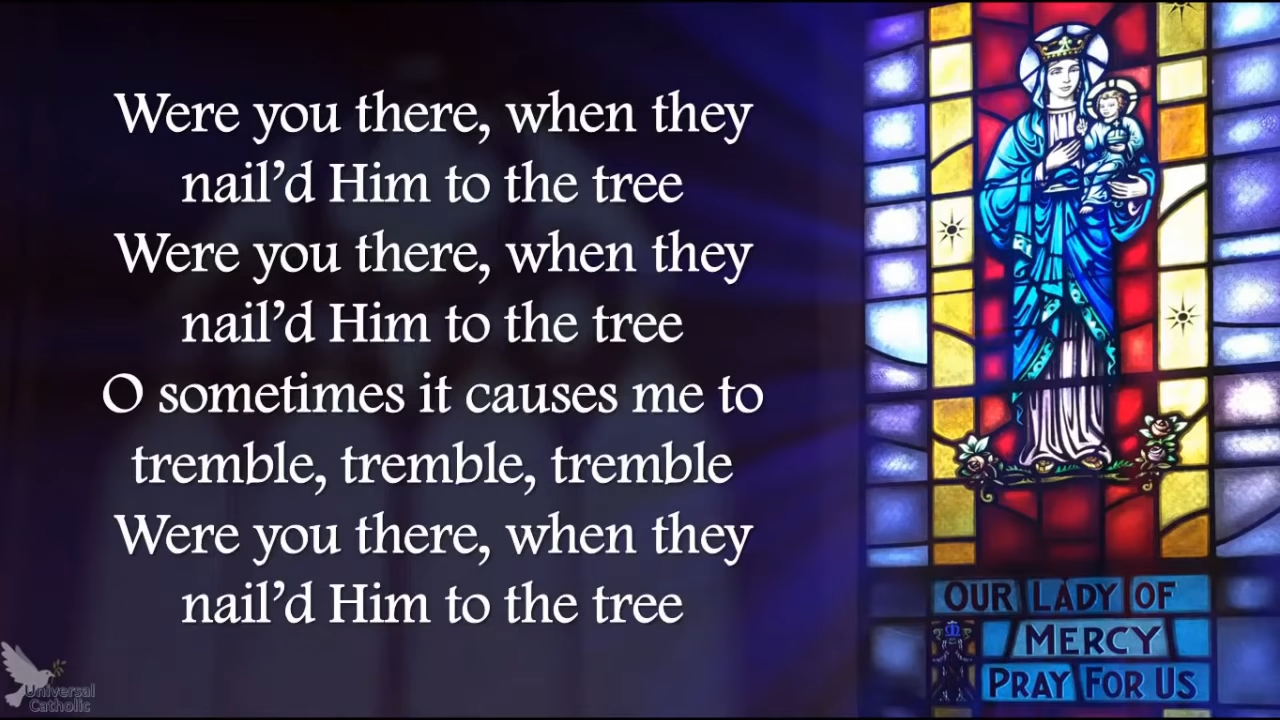 Were you there, when they
nail’d Him to the tree
Were you there, when they
nail’d Him to the tree
O sometimes it causes me to
tremble, tremble, tremble
Were you there, when they
nail’d Him to the tree
OUR LADY OF
MERCY
PRAY FOR US
Universal
Catholic